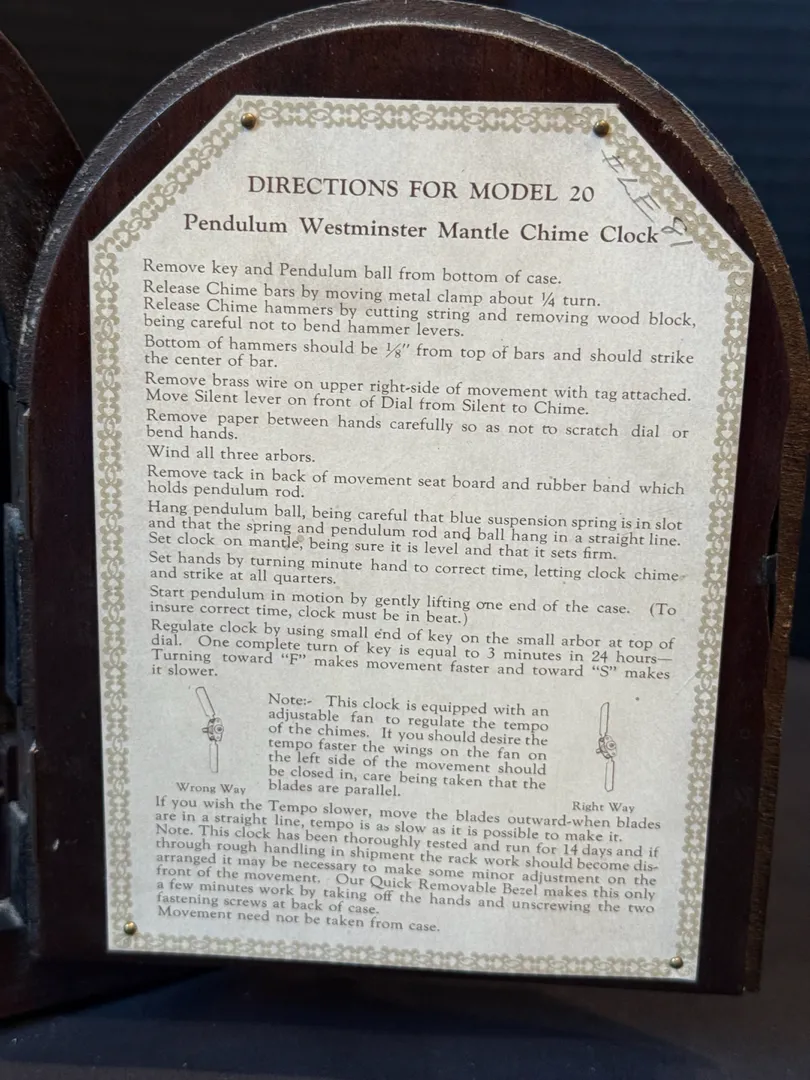 DIRECTIONS FOR MODEL 20
Pendulum Westminster Mantle Chime Clock
Remove key and Pendulum ball from bottom of case.
Release Chime bars by moving metal clamp about ¼ turn.
Release Chime hammers by cutting string and removing wood block,
being careful not to bend hammer levers.
Bottom of hammers should be ⅛" from top of bars and should strike
the center of bar.
Remove brass wire on upper right-side of movement with tag attached.
Move Silent lever on front of Dial from Silent to Chime.
Remove paper between hands carefully so as not to scratch dial or
bend hands.
Wind all three arbors.
Remove tack in back of movement seat board and rubber band which
holds pendulum rod.
Hang pendulum ball, being careful that blue suspension spring is in slot
and that the spring and pendulum rod and ball hang in a straight line.
Set clock on mantle, being sure it is level and that it sets firm.
Set hands by turning minute hand to correct time, letting clock chime
and strike at all quarters.
Start pendulum in motion by gently lifting one end of the case. (To
insure correct time, clock must be in beat.)
Regulate clock by using small end of key on the small arbor at top of
dial. One complete turn of key is equal to 3 minutes in 24 hours—
Turning toward "F" makes movement faster and toward "S" makes
it slower.
Note:- This clock is equipped with an
adjustable fan to regulate the tempo
of the chimes. If you should desire the
tempo faster the wings on the fan on
the left side of the movement should
be closed in, care being taken that the
blades are parallel.
Wrong Way
Right Way
If you wish the Tempo slower, move the blades outward-when blades
are in a straight line, tempo is as slow as it is possible to make it.
Note. This clock has been thoroughly tested and run for 14 days and if
through rough handling in shipment the rack work should become dis-
arranged it may be necessary to make some minor adjustment on the
front of the movement. Our Quick Removable Bezel makes this only
a few minutes work by taking off the hands and unscrewing the two
fastening screws at back of case.
Movement need not be taken from case.